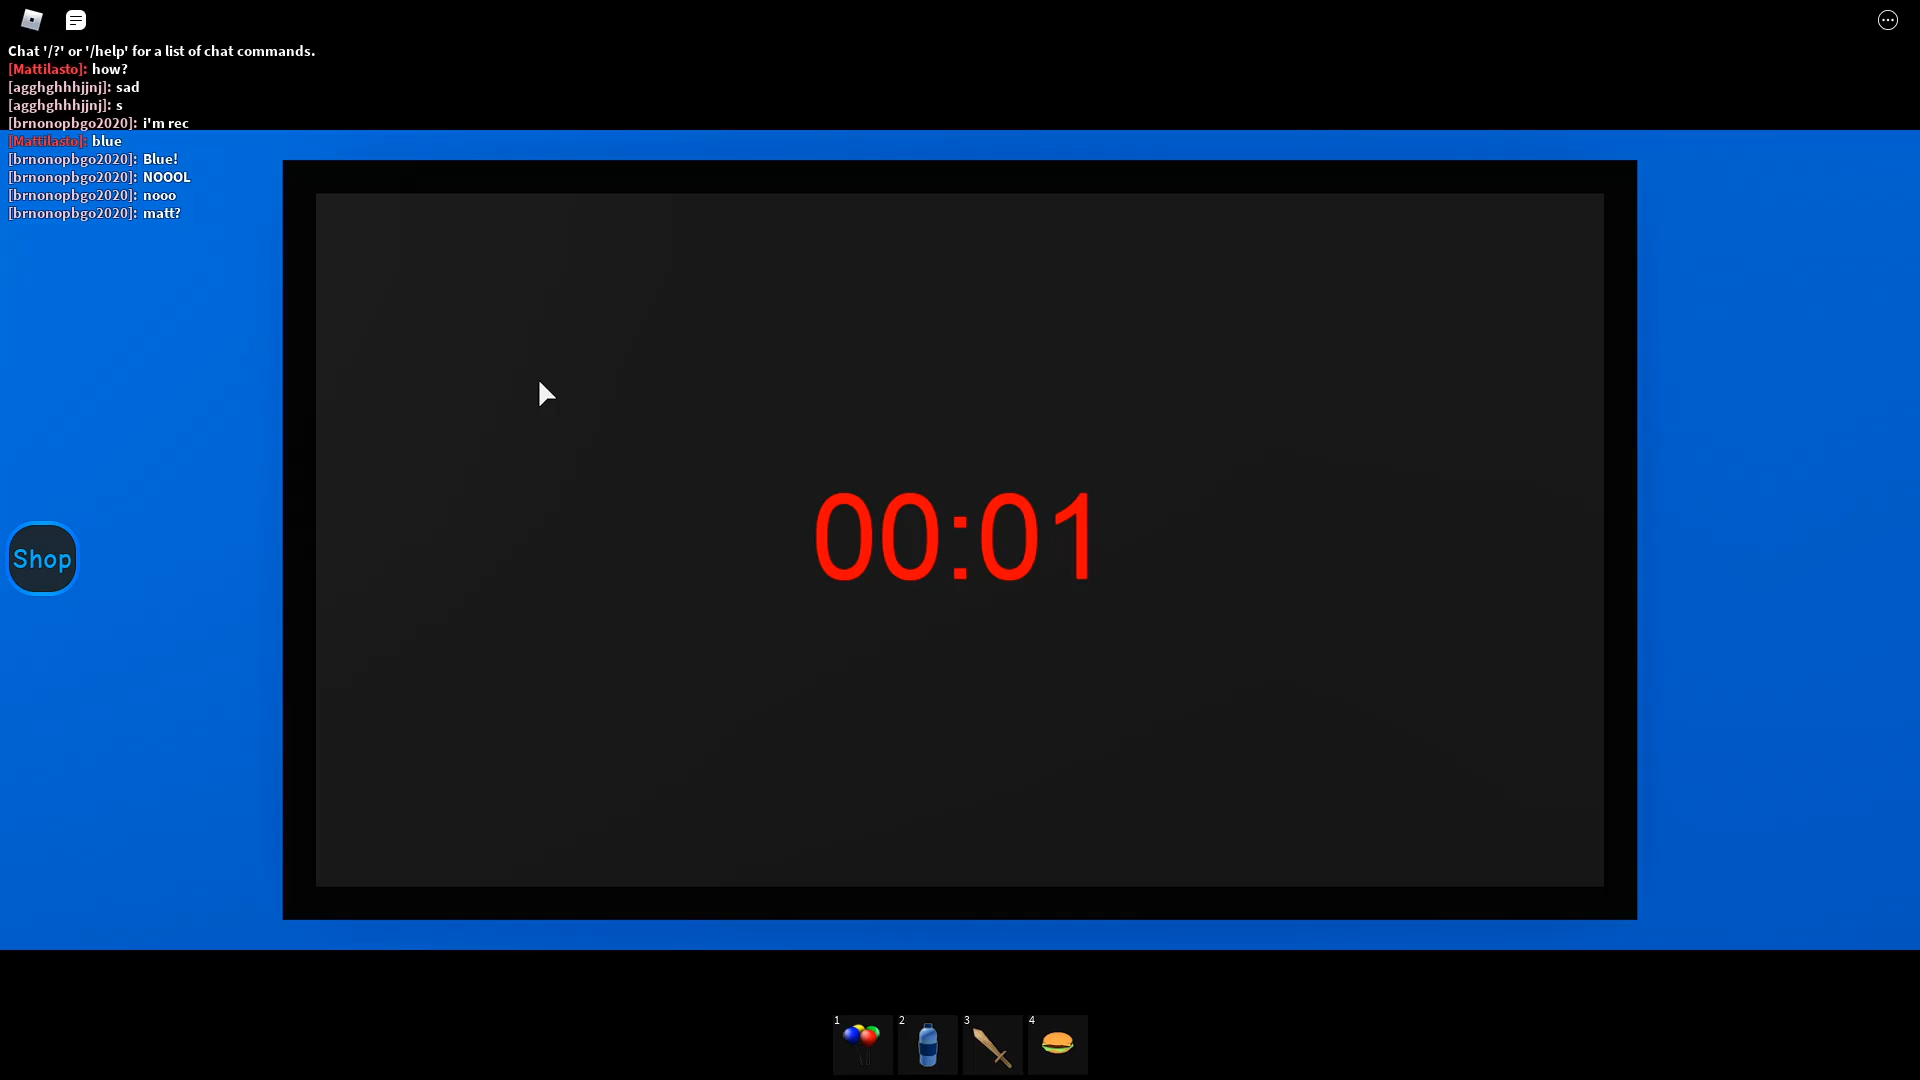 Chat '/?' or '/help' for a list of chat commands.
[Mattilasto]: how?
[agghghhhjjnj]: sad
[agghghhhjjnj]: s
[brnonopbgo2020]: i'm rec
[Mattilasto]: blue
[brnonopbgo2020]: Blue!
[brnonopbgo2020]: NOOOL
[brnonopbgo2020]: nooo
[brnonopbgo2020]: matt?
00:01
Shop
1 2 3 4